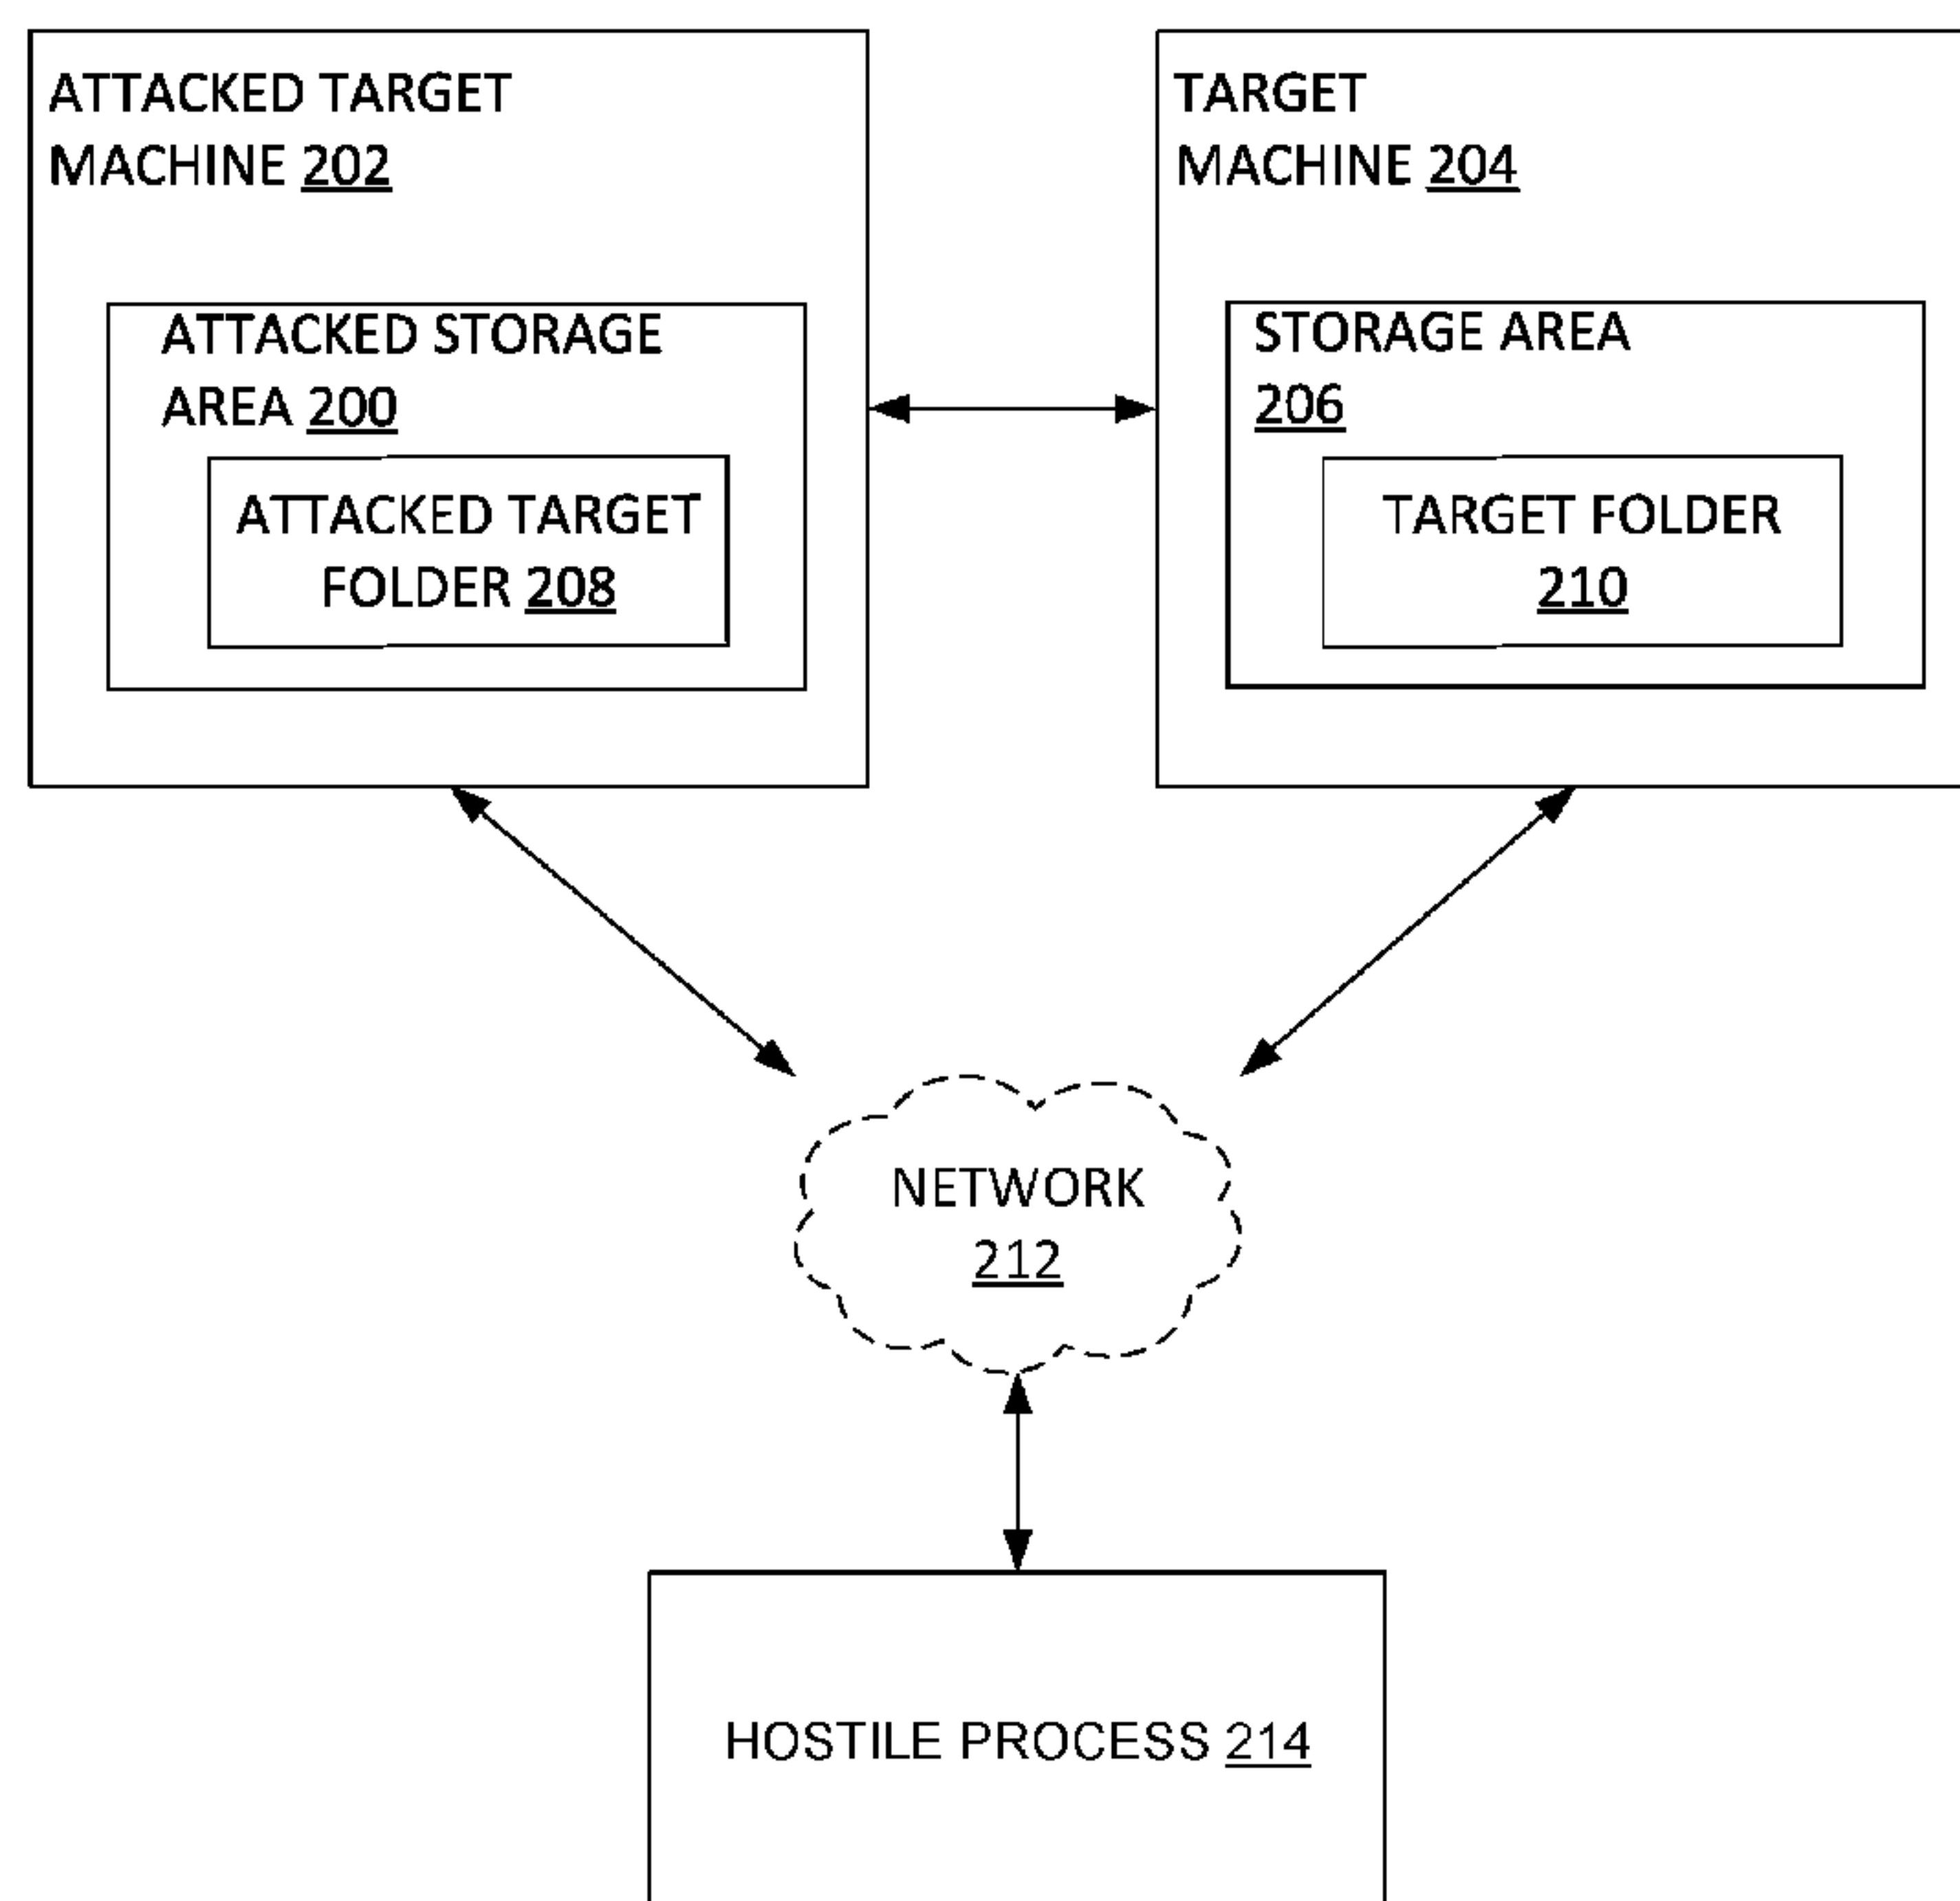 ATTACKED TARGET
MACHINE 202
ATTACKED STORAGE
AREA 200
ATTACKED TARGET
FOLDER 208
TARGET
MACHINE 204
STORAGE AREA
206
TARGET FOLDER
210
NETWORK
212
HOSTILE PROCESS 214